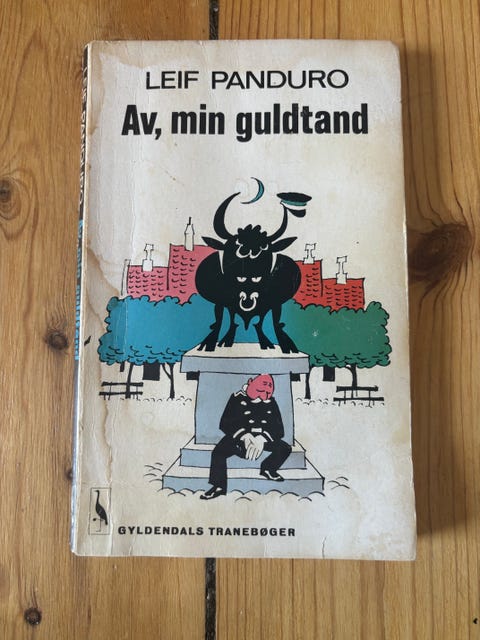 LEIF PANDURO
Av, min guldtand
GYLDENDALS TRANEBØGER